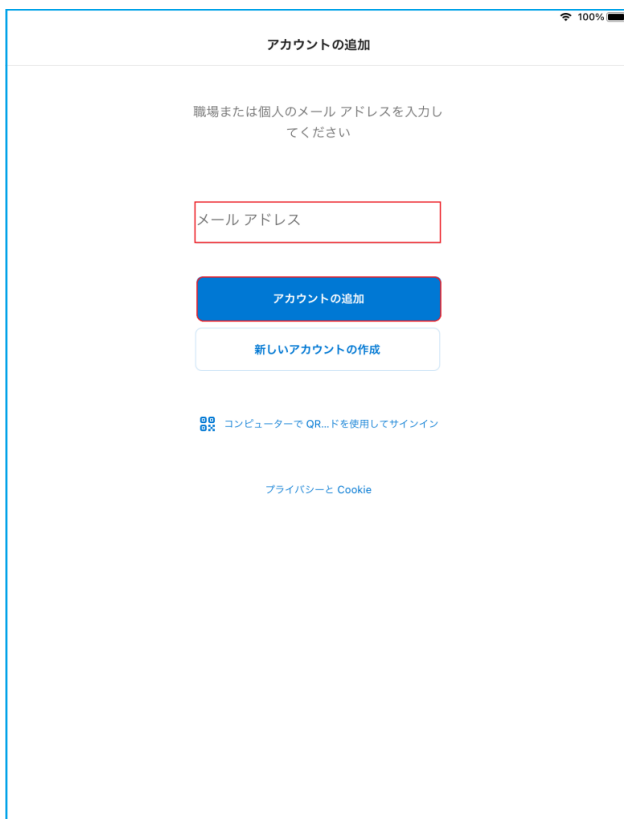 100%
アカウントの追加
職場または個人のメール アドレスを入力し
てください
メール アドレス
アカウントの追加
新しいアカウントの作成
コンピューターで QR...ドを使用してサインイン
プライバシーと Cookie